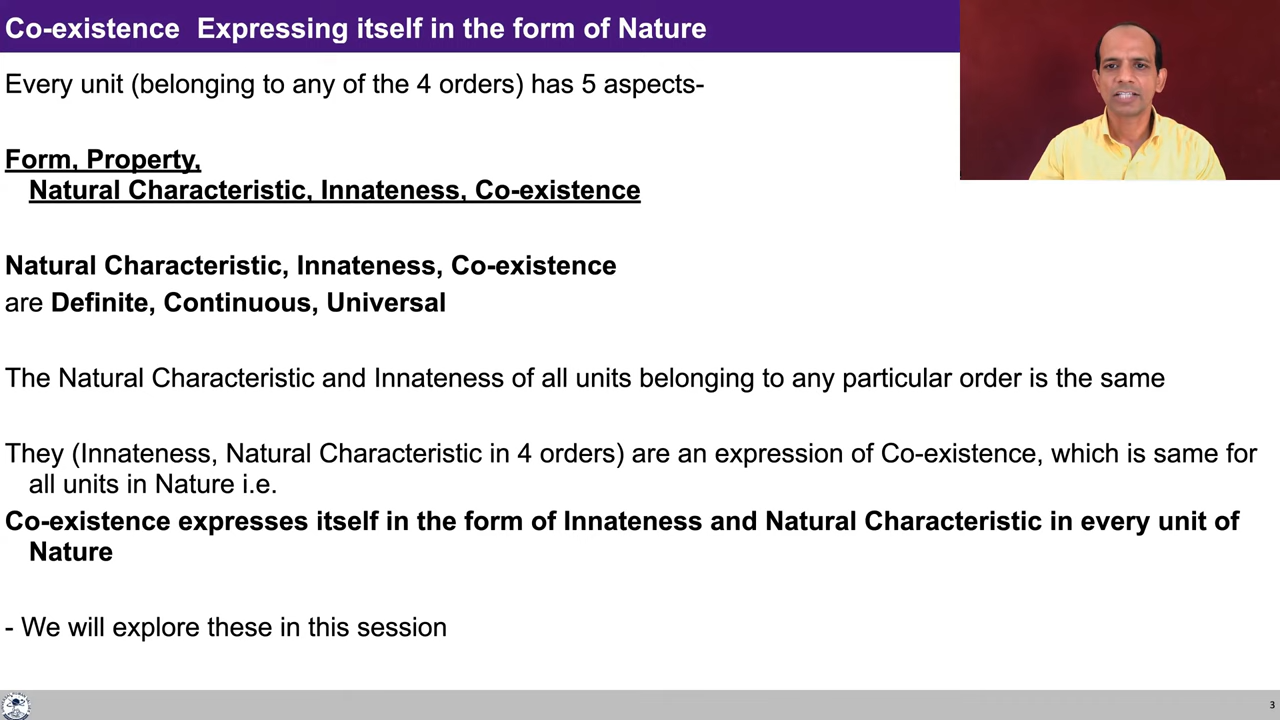 Co-existence Expressing itself in the form of Nature
Every unit (belonging to any of the 4 orders) has 5 aspects-
Form, Property,
Natural Characteristic, Innateness, Co-existence
Natural Characteristic, Innateness, Co-existence
are Definite, Continuous, Universal
The Natural Characteristic and Innateness of all units belonging to any particular order is the same
They (Innateness, Natural Characteristic in 4 orders) are an expression of Co-existence, which is same for
all units in Nature i.e.
Co-existence expresses itself in the form of Innateness and Natural Characteristic in every unit of
Nature
- We will explore these in this session
3